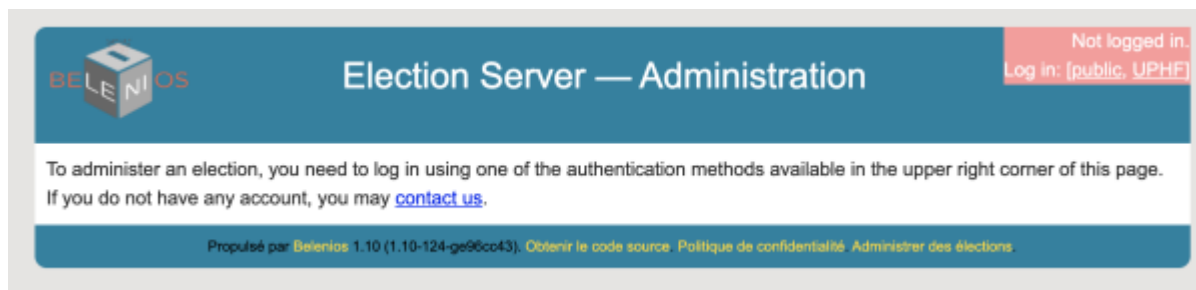 BELENIOS
Election Server — Administration
Not logged in.
Log in: [public, UPHF]
To administer an election, you need to log in using one of the authentication methods available in the upper right corner of this page.
If you do not have any account, you may contact us.
Propulsé par Belenios 1.10 (1.10-124-ge96cc43). Obtenir le code source. Politique de confidentialité. Administrer des élections.